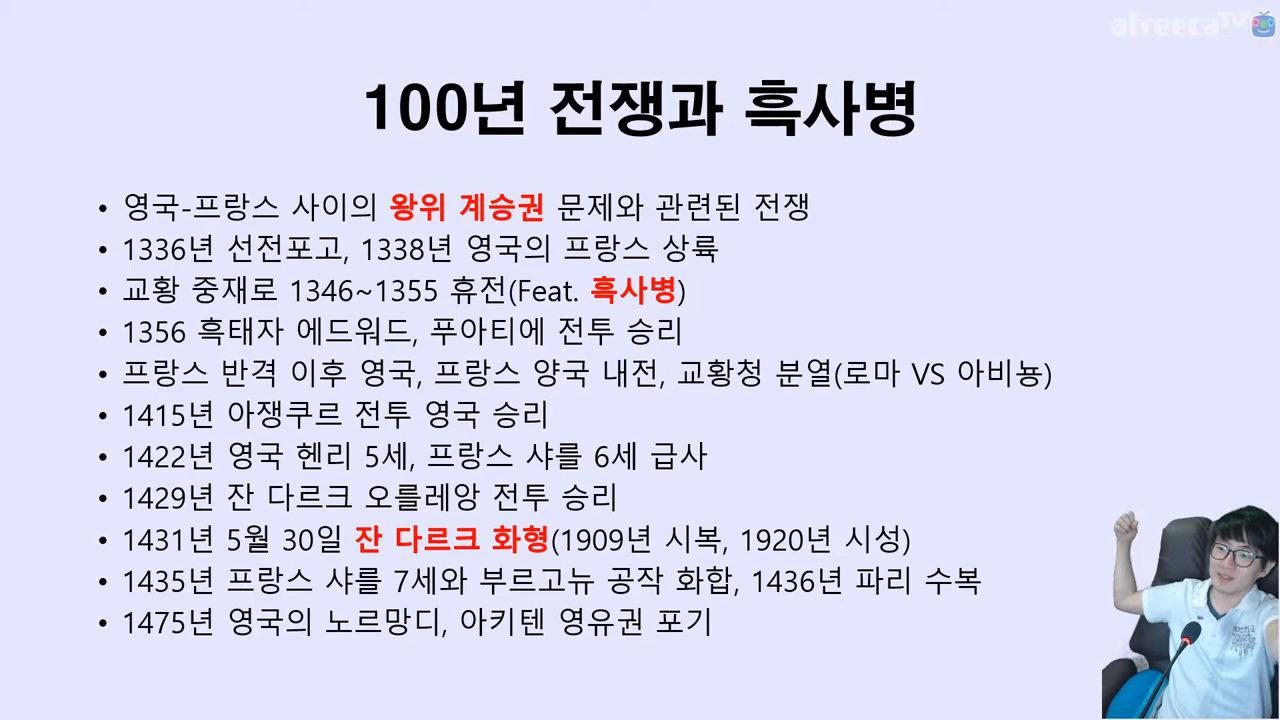 afreecaTV
100년 전쟁과 흑사병
• 영국-프랑스 사이의 왕위 계승권 문제와 관련된 전쟁
• 1336년 선전포고, 1338년 영국의 프랑스 상륙
• 교황 중재로 1346~1355 휴전(Feat. 흑사병)
• 1356 흑태자 에드워드, 푸아티에 전투 승리
• 프랑스 반격 이후 영국, 프랑스 양국 내전, 교황청 분열(로마 VS 아비뇽)
• 1415년 아쟁쿠르 전투 영국 승리
• 1422년 영국 헨리 5세, 프랑스 샤를 6세 급사
• 1429년 잔 다르크 오를레앙 전투 승리
• 1431년 5월 30일 잔 다르크 화형(1909년 시복, 1920년 시성)
• 1435년 프랑스 샤를 7세와 부르고뉴 공작 화합, 1436년 파리 수복
• 1475년 영국의 노르망디, 아키텐 영유권 포기